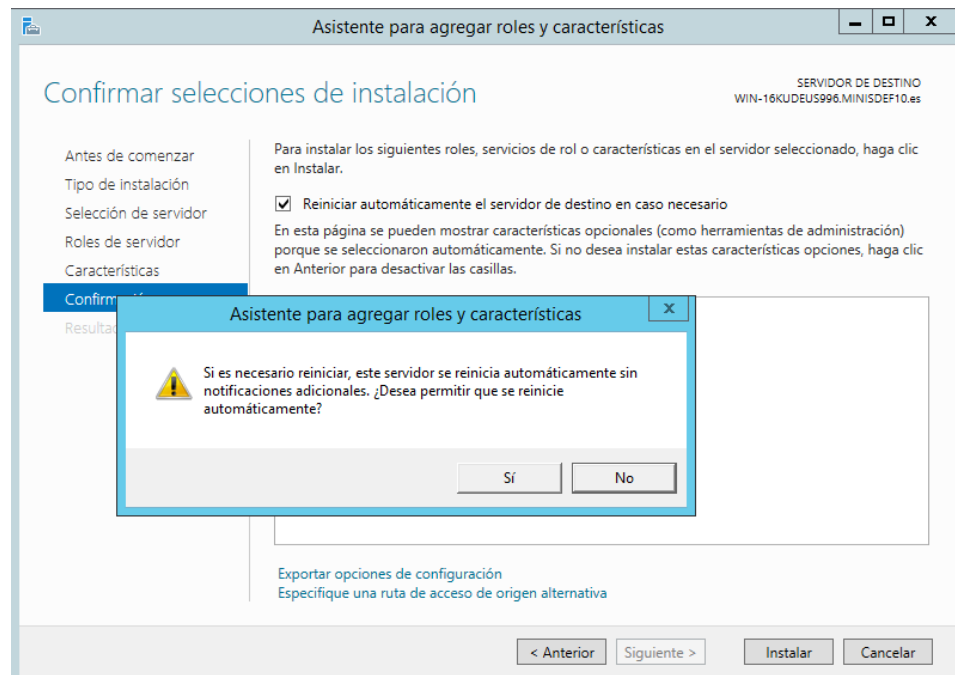 Asistente para agregar roles y características
Confirmar selecciones de instalación
SERVIDOR DE DESTINO
WIN-16KUDEUS996.MINISDEF10.es
Antes de comenzar
Tipo de instalación
Selección de servidor
Roles de servidor
Características
Para instalar los siguientes roles, servicios de rol o características en el servidor seleccionado, haga clic
en Instalar.
Reiniciar automáticamente el servidor de destino en caso necesario
En esta página se pueden mostrar características opcionales (como herramientas de administración)
porque se seleccionaron automáticamente. Si no desea instalar estas características opciones, haga clic
en Anterior para desactivar las casillas.
Asistente para agregar roles y características
Si es necesario reiniciar, este servidor se reinicia automáticamente sin
notificaciones adicionales. ¿Desea permitir que se reinicie
automáticamente?
Sí
No
Exportar opciones de configuración
Especifique una ruta de acceso de origen alternativa
< Anterior
Siguiente >
Instalar
Cancelar